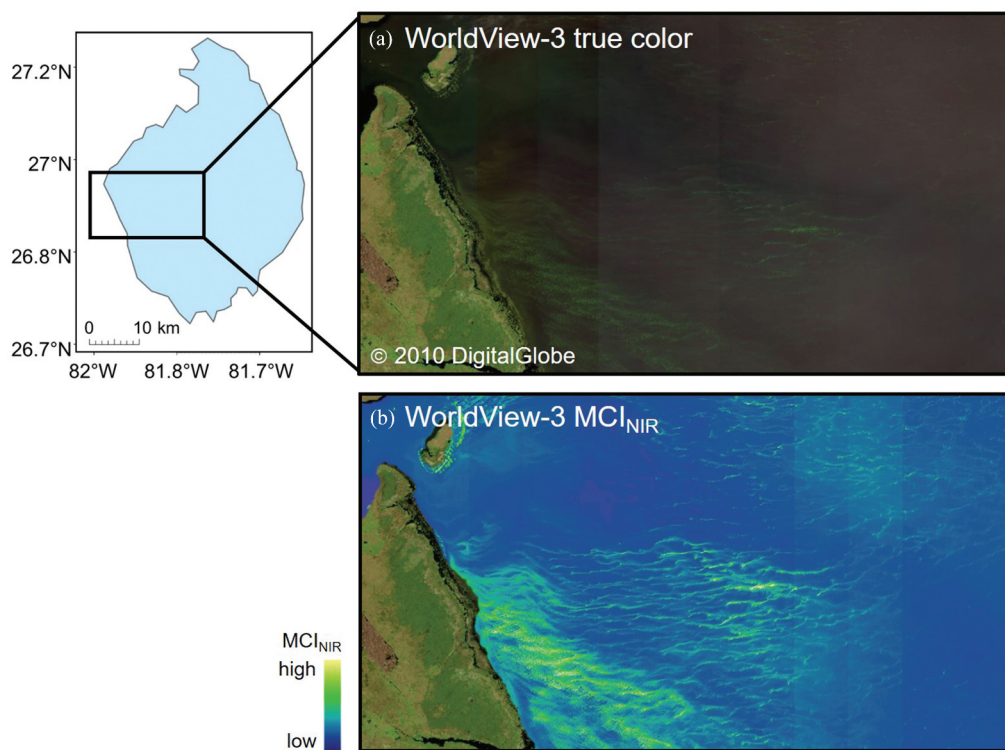 27.2°N
27°N
26.8°N
26.7°N
0 10 km
82°W 81.8°W 81.7°W
(a) WorldView-3 true color
© 2010 DigitalGlobe
(b) WorldView-3 MCI_NIR
MCI_NIR
high
low